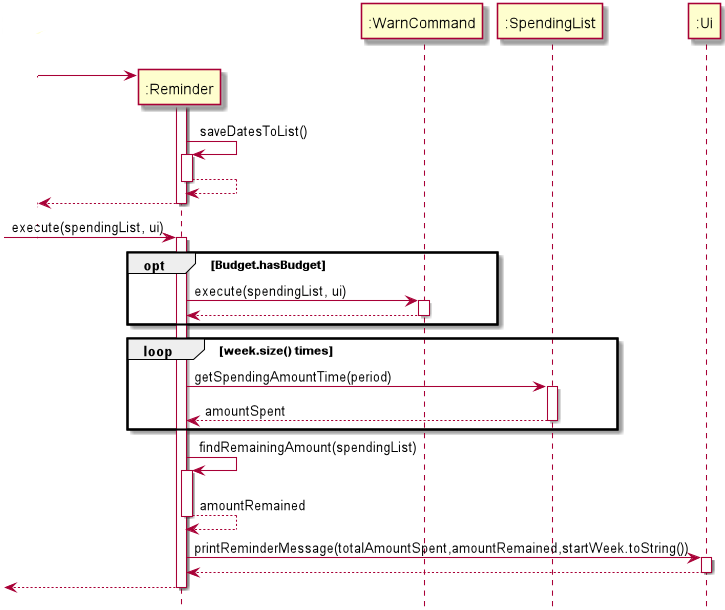 :WarnCommand
:SpendingList
:Ui
:Reminder
saveDatesToList()
execute(spendingList, ui)
opt
[Budget.hasBudget]
execute(spendingList, ui)
loop
[week.size() times]
getSpendingAmountTime(period)
amountSpent
findRemainingAmount(spendingList)
amountRemained
printReminderMessage(totalAmountSpent,amountRemained,startWeek.toString())